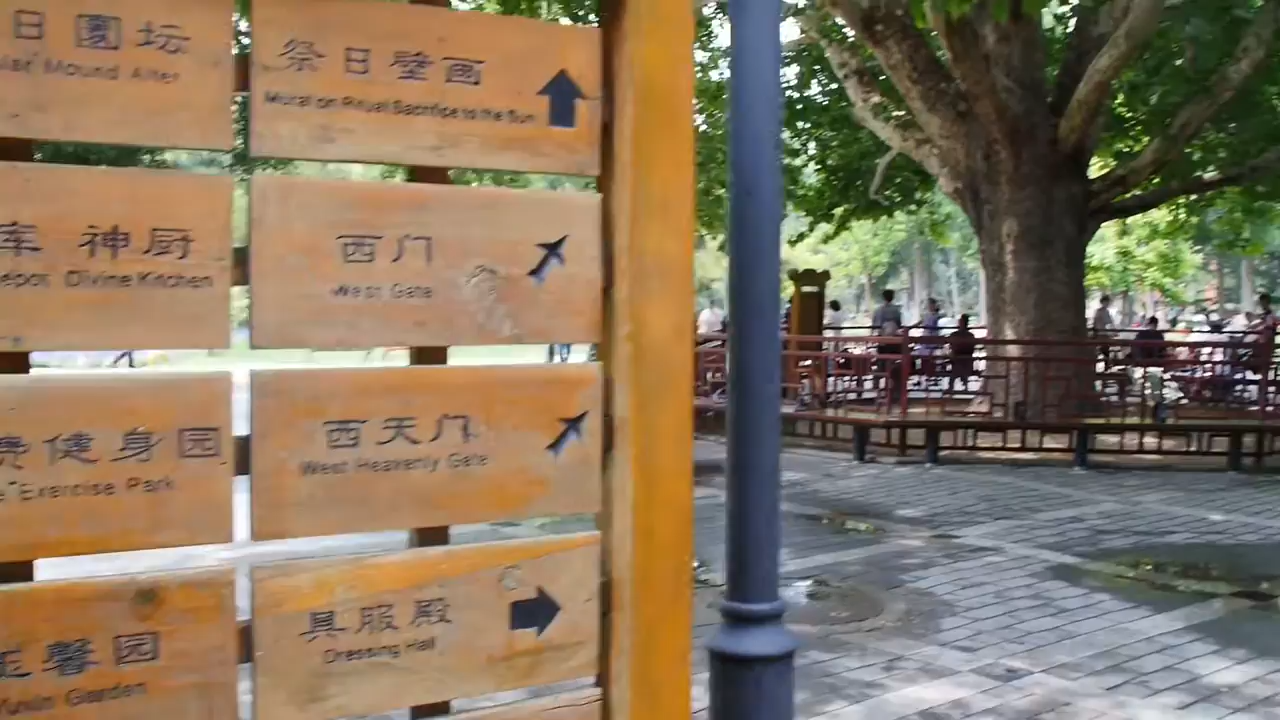 日圜坛
Mound Altar
祭日壁画
Mural on Ritual Sacrifice to the Sun
车 神厨
Divine Kitchen
西门
West Gate
健身园
Exercise Park
西天门
West Heavenly Gate
馨园
Garden
具服殿
Dressing Hall